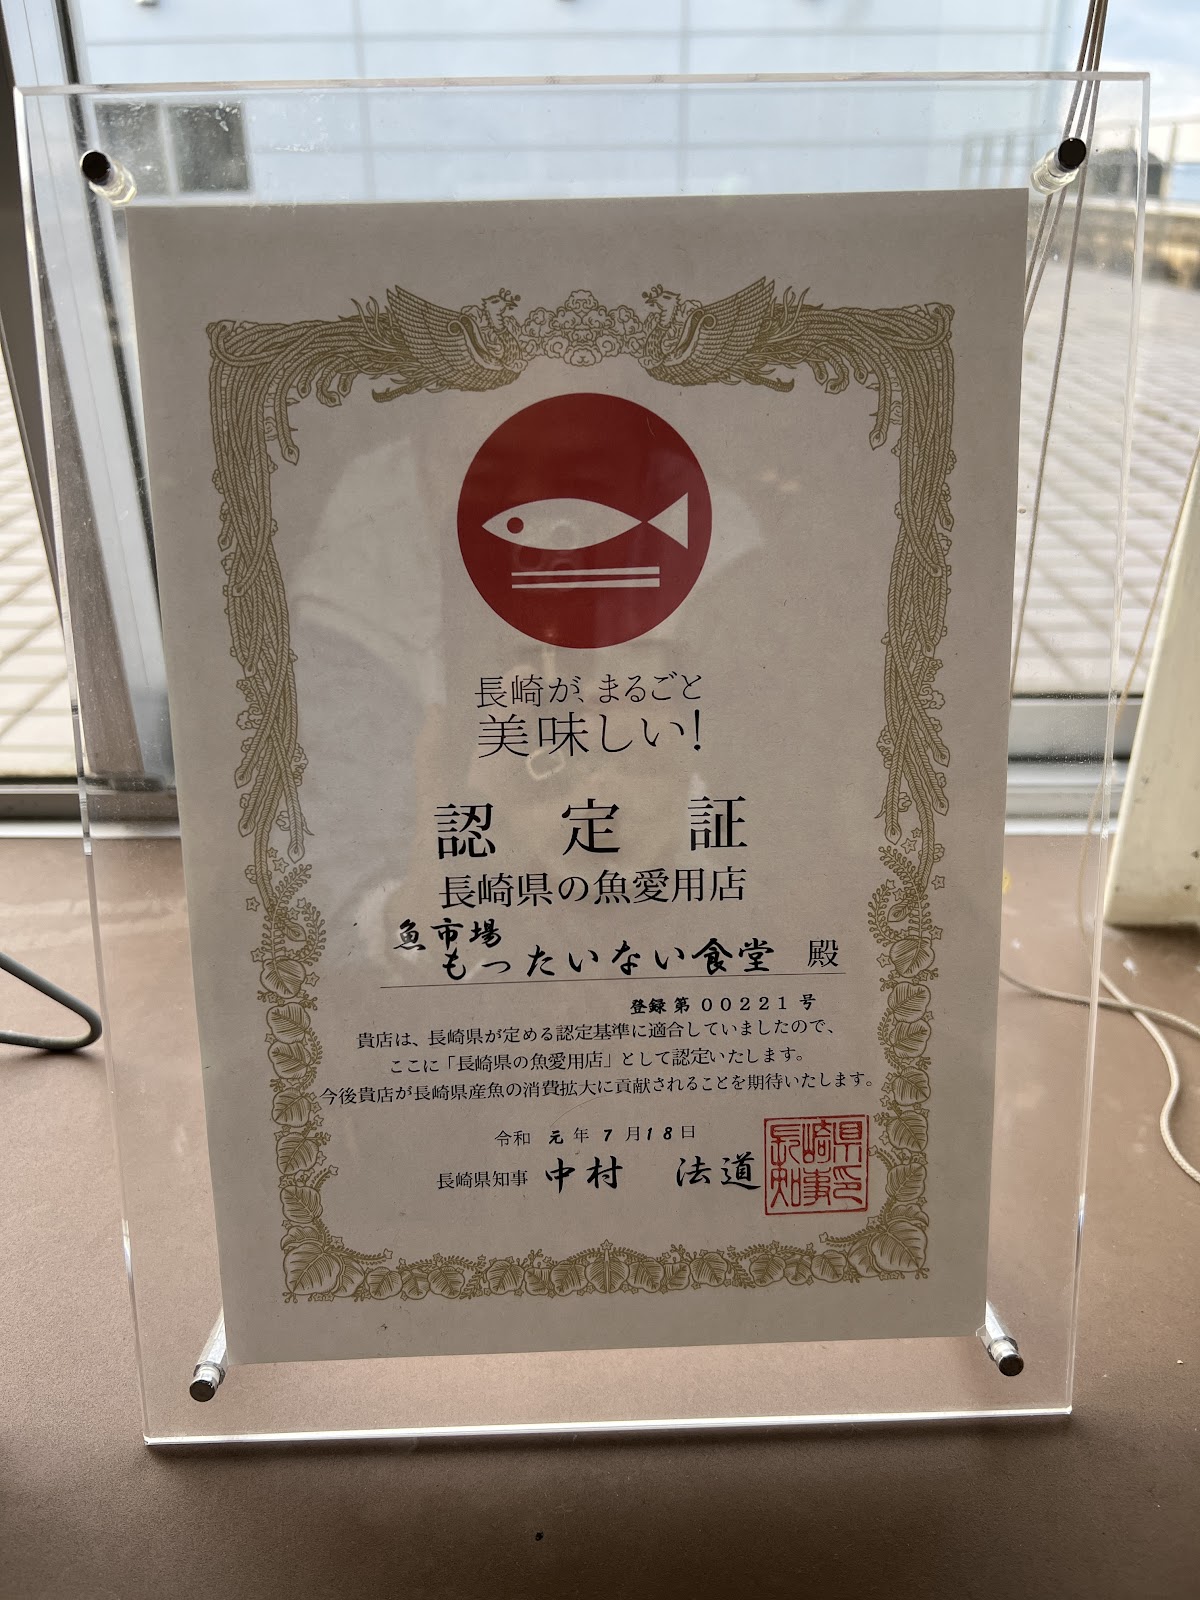 長崎が、まるごと
美味しい!
認定証
長崎県の魚愛用店
魚市場
もったいない食堂 殿
登録第００２２１号
貴店は、長崎県が定める認定基準に適合していましたので、
ここに「長崎県の魚愛用店」として認定いたします。
今後貴店が長崎県産魚の消費拡大に貢献されることを期待いたします。
令和 元 年 7 月18日
長崎県知事 中村 法道
長崎県知事印